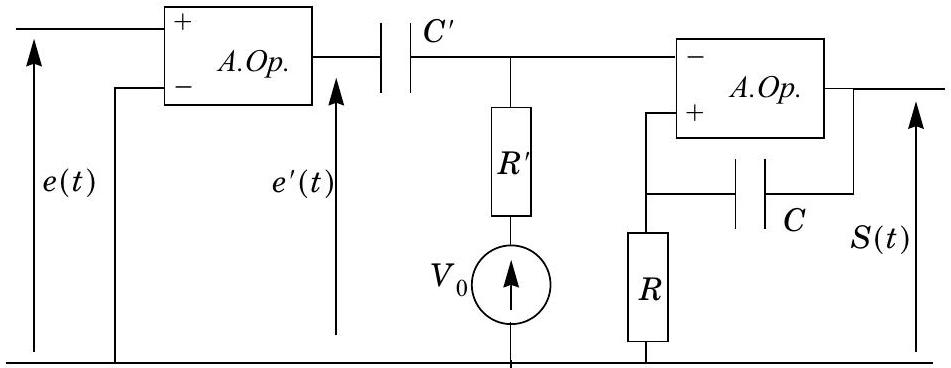 +
A.Op.
−
C'
−
A.Op.
+
R'
e(t)
e'(t)
C
S(t)
V₀
R